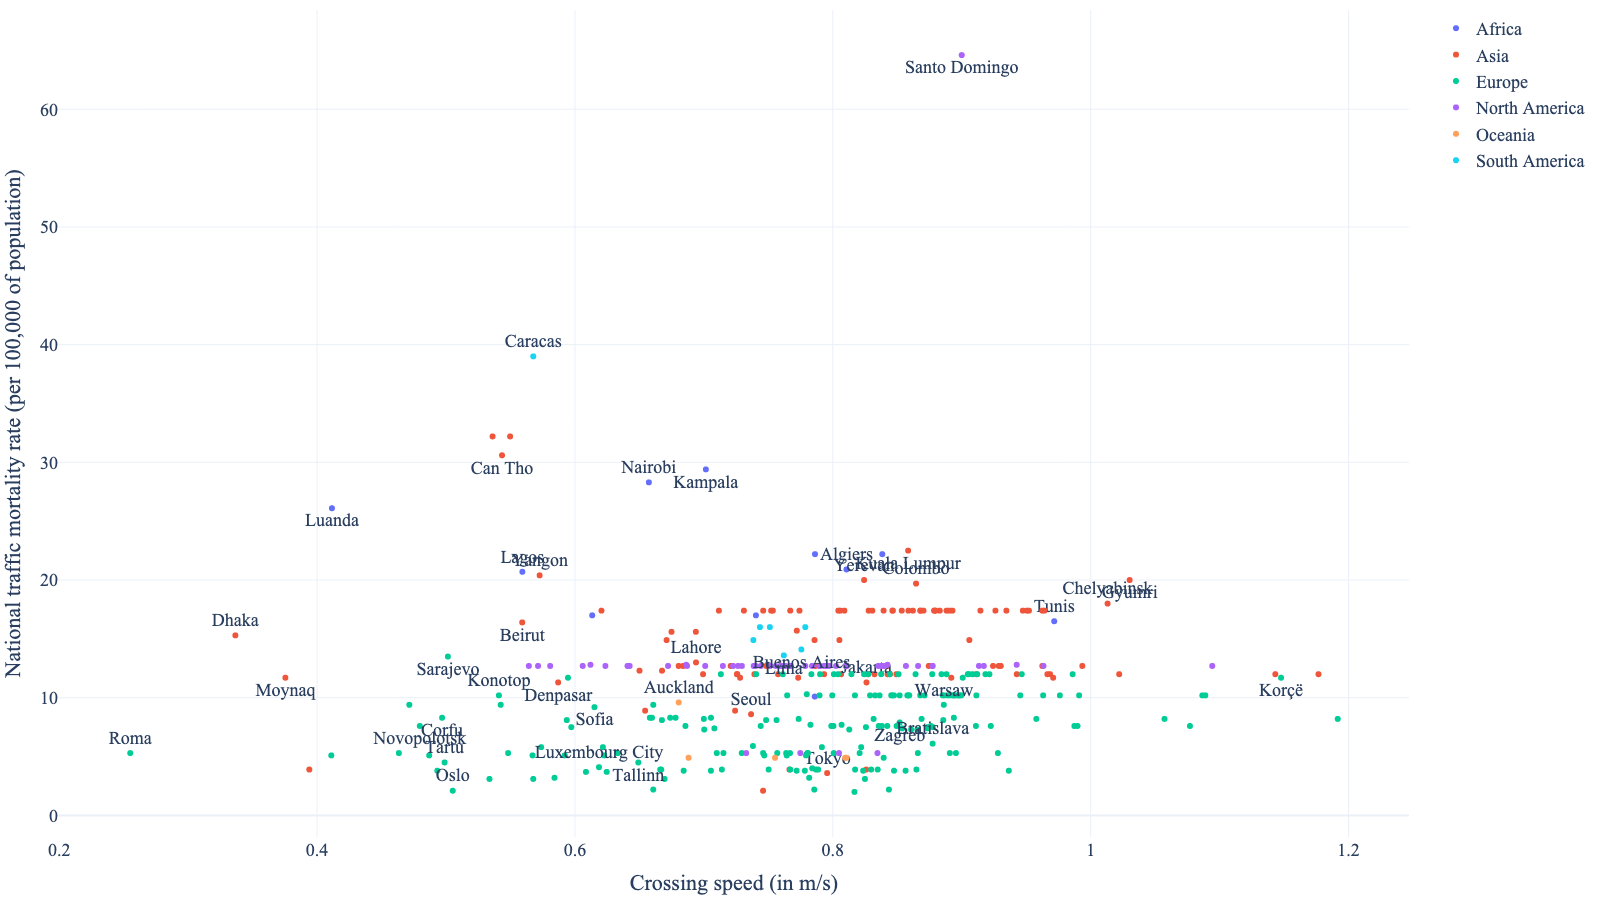 Santo Domingo
Africa
Asia
Europe
North America
Oceania
South America
60
50
40
30
20
10
0
National traffic mortality rate (per 100,000 of population)
Caracas
Can Tho
Nairobi
Kampala
Luanda
Lagos
Yangon
Algiers
Yerevan
Kuala Lumpur
Colombo
Chelyabinsk
Gyumri
Tunis
Dhaka
Beirut
Lahore
Sarajevo
Buenos Aires
Lima
Jakarta
Konotop
Moynaq
Denpasar
Auckland
Warsaw
Korçë
Seoul
Sofia
Corfu
Bratislava
Zagreb
Roma
Novopolotsk
Tartu
Luxembourg City
Tokyo
Oslo
Tallinn
0.2
0.4
0.6
0.8
1
1.2
Crossing speed (in m/s)